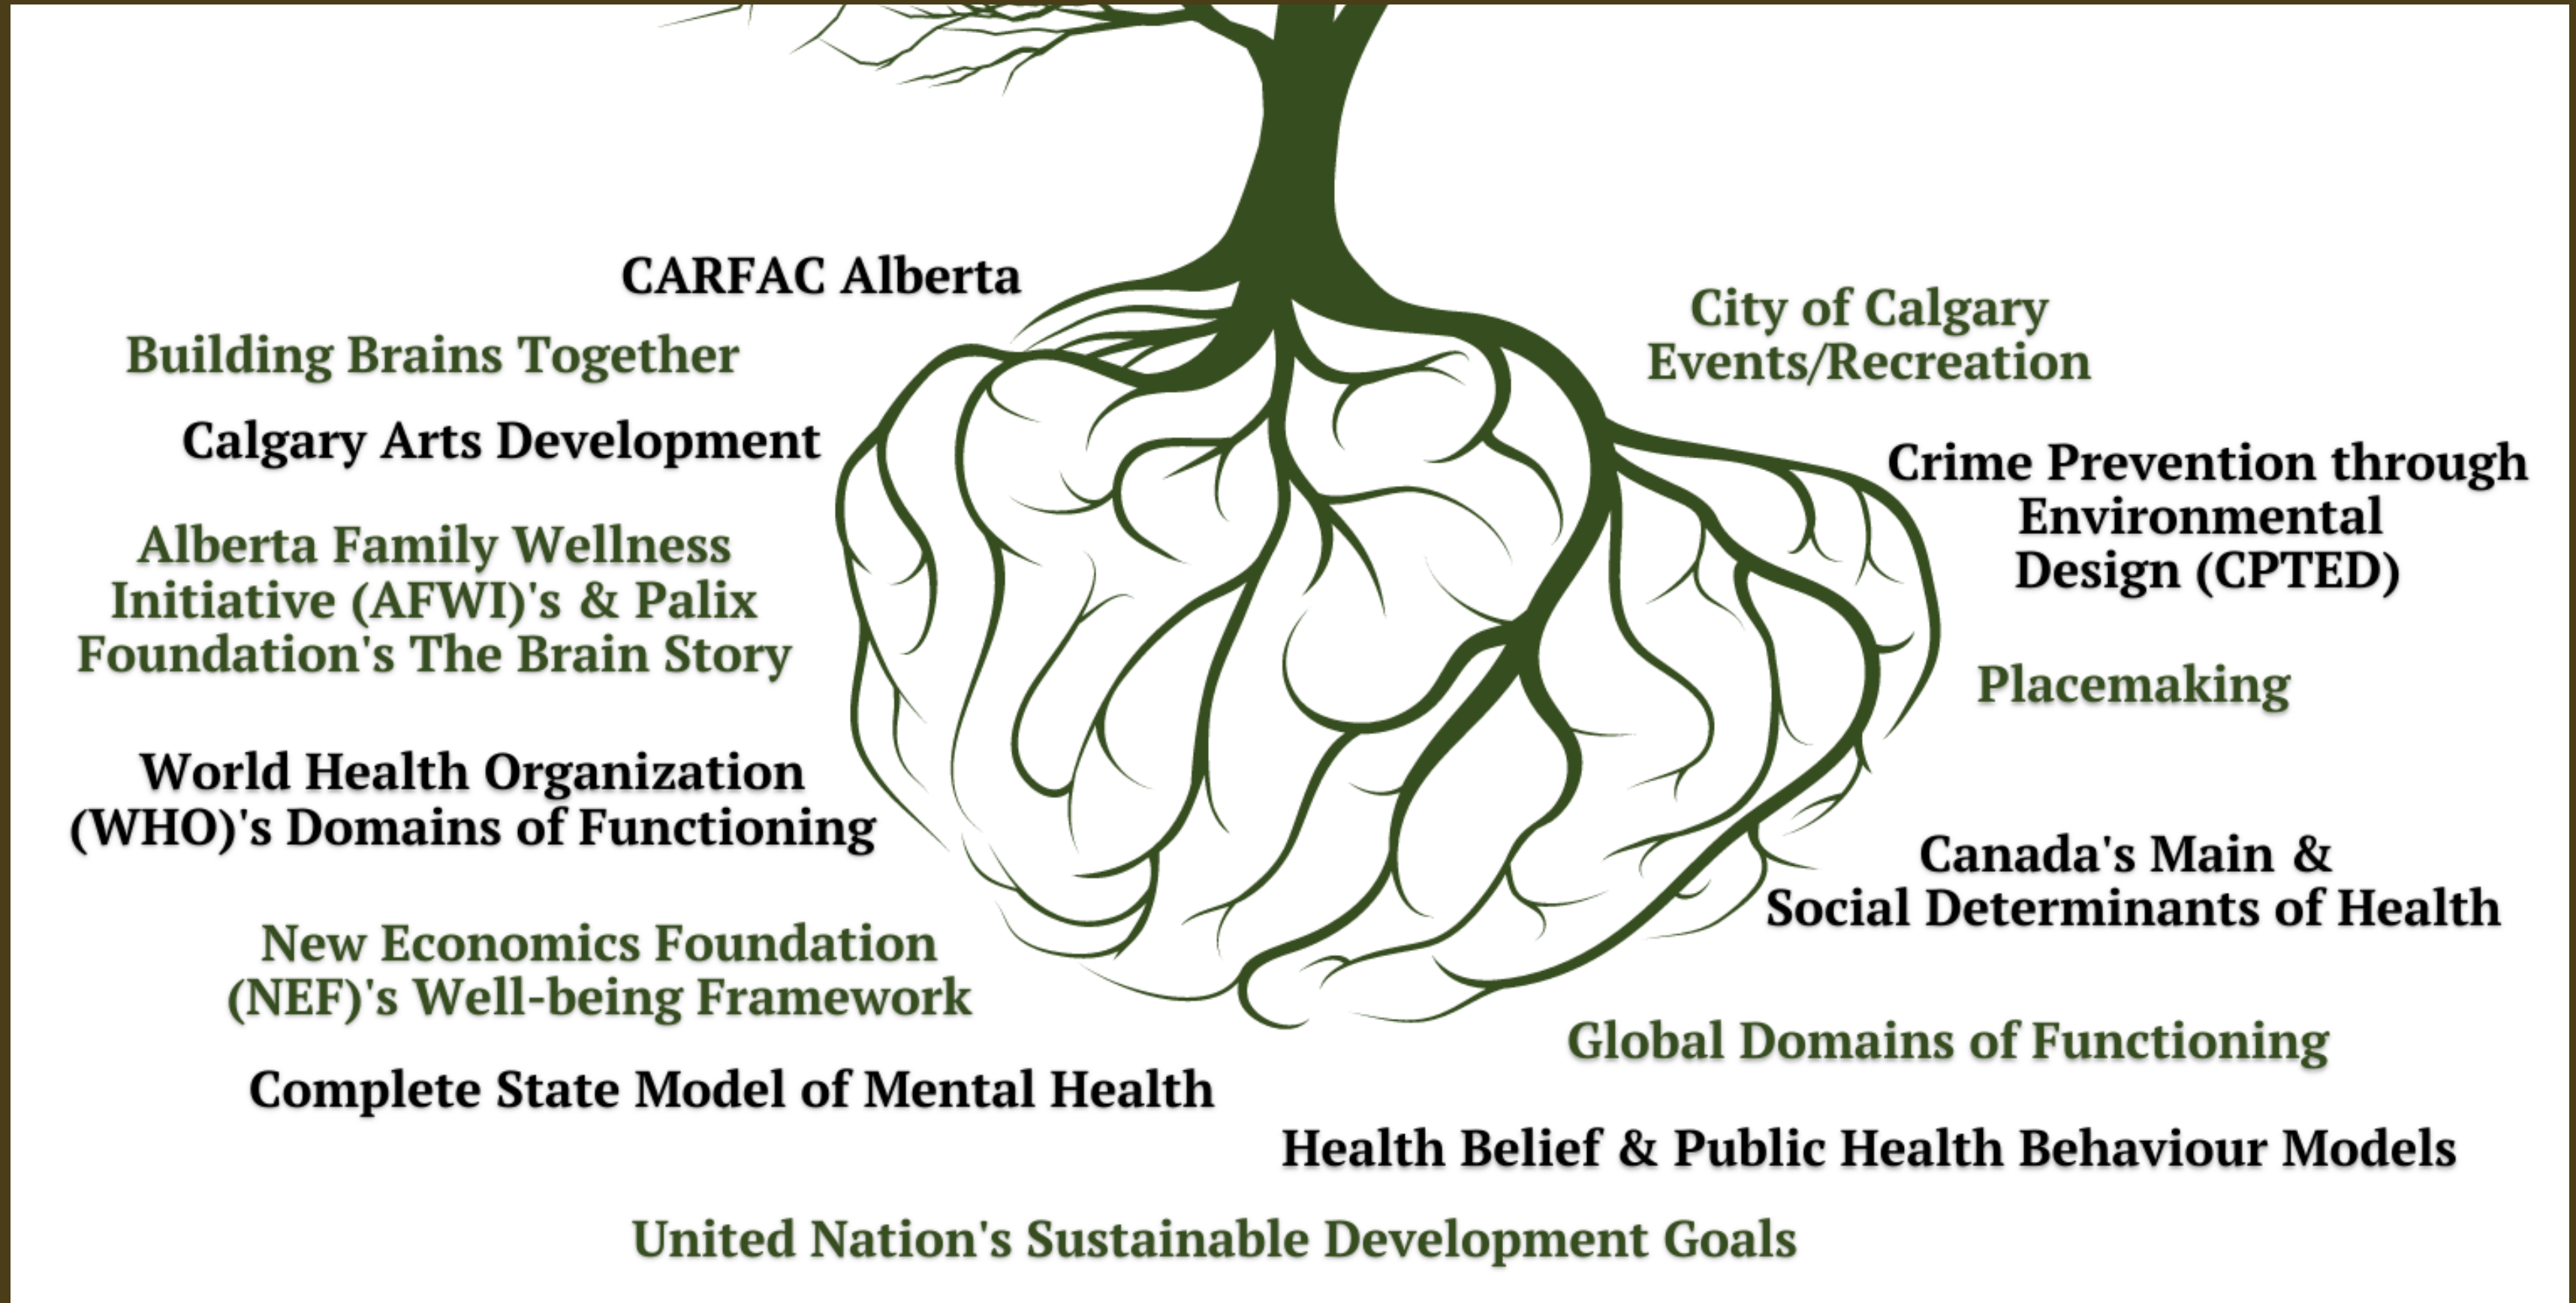 CARFAC Alberta
Building Brains Together
Calgary Arts Development
Alberta Family Wellness
Initiative (AFWI)'s & Palix
Foundation's The Brain Story
World Health Organization
(WHO)'s Domains of Functioning
New Economics Foundation
(NEF)'s Well-being Framework
Complete State Model of Mental Health
City of Calgary
Events/Recreation
Crime Prevention through
Environmental
Design (CPTED)
Placemaking
Canada's Main &
Social Determinants of Health
Global Domains of Functioning
Health Belief & Public Health Behaviour Models
United Nation's Sustainable Development Goals